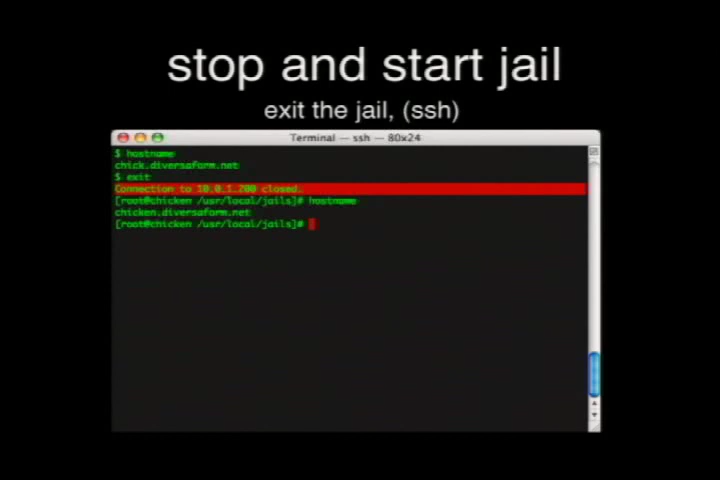 stop and start jail
exit the jail, (ssh)
Terminal — ssh — 80x24
$ hostname
chick.diversaform.net
$ exit
Connection to 10.0.1.200 closed.
[root@chicken /usr/local/jails]# hostname
chicken.diversaform.net
[root@chicken /usr/local/jails]#